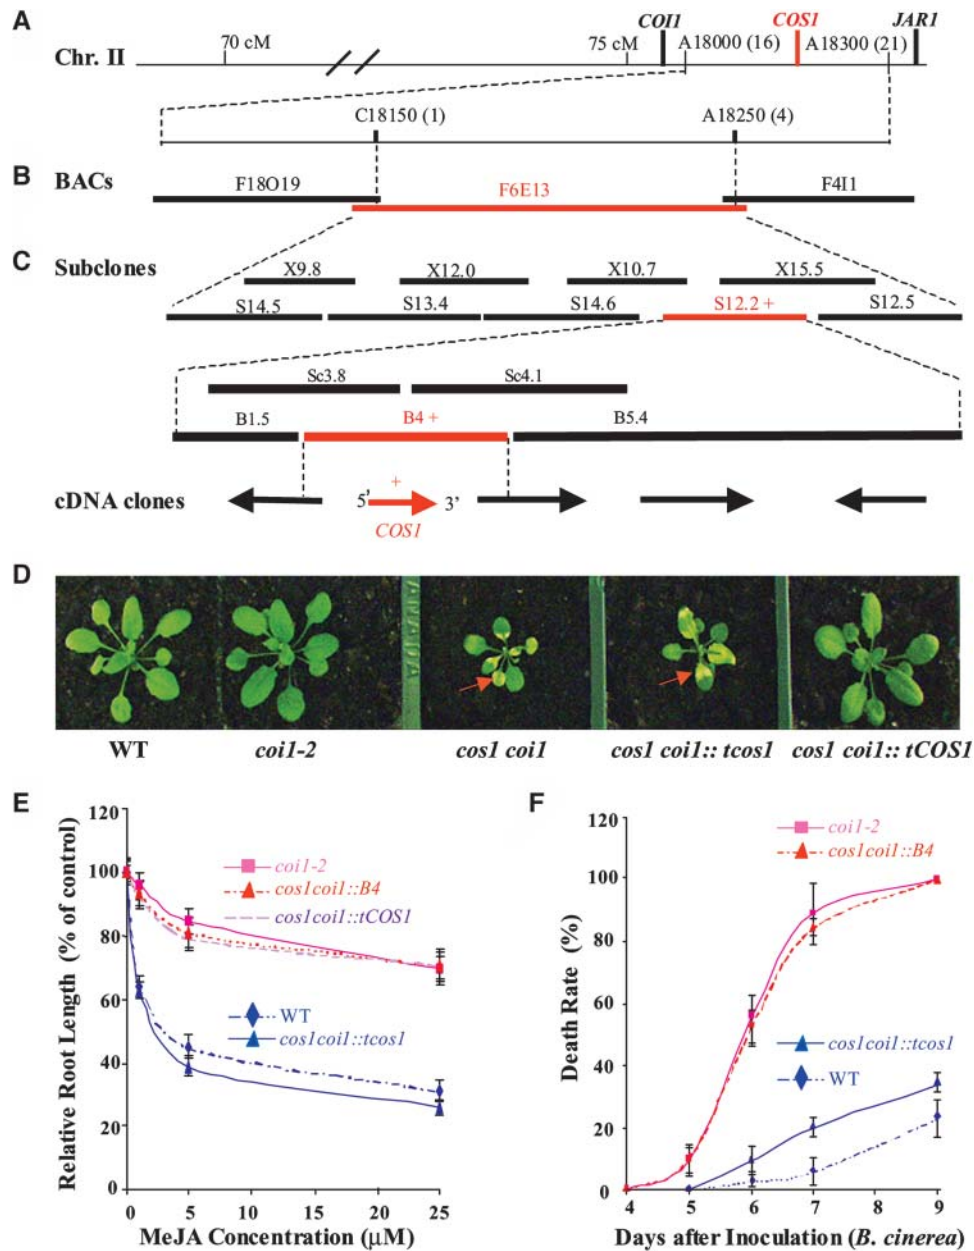 A
COI1 COS1 JAR1
70 cM 75 cM A18000 (16) A18300 (21)
Chr. II
C18150 (1) A18250 (4)
B BACs
F18O19 F6E13 F4I1
C Subclones
X9.8 X12.0 X10.7 X15.5
S14.5 S13.4 S14.6 S12.2 + S12.5
Sc3.8 Sc4.1
B1.5 B4 + B5.4
cDNA clones
+
5’ 3’
COS1
D
WT coi1-2 cos1 coi1 cos1 coi1:: tcos1 cos1 coi1:: tCOS1
E
120
100
80
60
40
20
0 5 10 15 20 25
Relative Root Length (% of control)
MeJA Concentration (µM)
coi1-2
cos1coi1::B4
cos1coi1::tCOS1
WT
cos1coi1::tcos1
F
120
100
80
60
40
20
0
4 5 6 7 8 9
Death Rate (%)
Days after Inoculation (B. cinerea)
coi1-2
cos1coi1::B4
cos1coi1::tcos1
WT